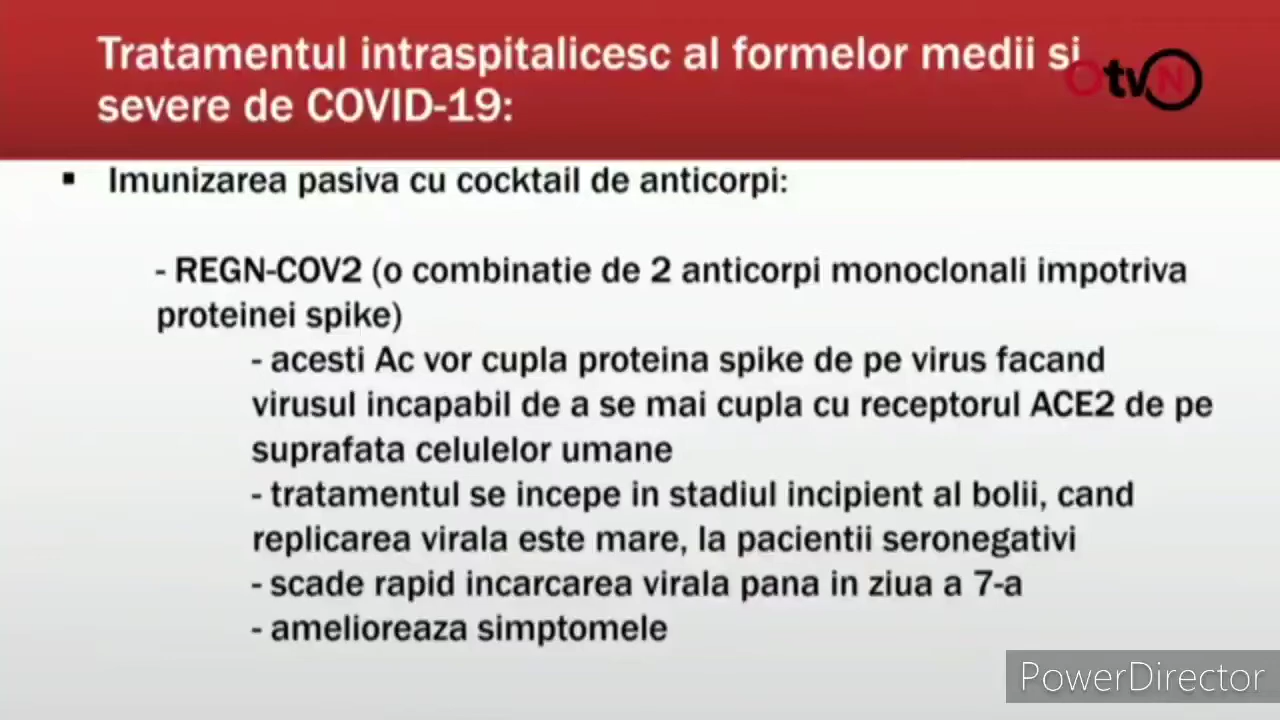 Tratamentul intraspitalicesc al formelor medii si
severe de COVID-19:
OtvN
▪ Imunizarea pasiva cu cocktail de anticorpi:
- REGN-COV2 (o combinatie de 2 anticorpi monoclonali impotriva
proteinei spike)
- acesti Ac vor cupla proteina spike de pe virus facand
virusul incapabil de a se mai cupla cu receptorul ACE2 de pe
suprafata celulelor umane
- tratamentul se incepe in stadiul incipient al bolii, cand
replicarea virala este mare, la pacientii seronegativi
- scade rapid incarcarea virala pana in ziua a 7-a
- amelioreaza simptomele
PowerDirector